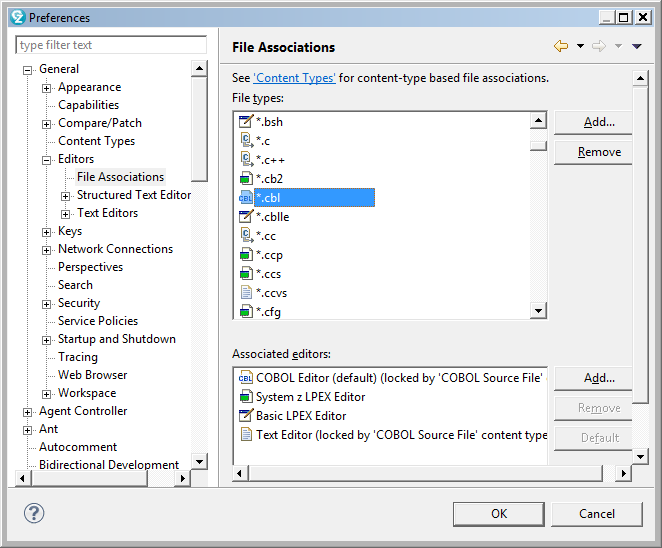 Preferences
type filter text
General
Appearance
Capabilities
Compare/Patch
Content Types
Editors
File Associations
Structured Text Editor
Text Editors
Keys
Network Connections
Perspectives
Search
Security
Service Policies
Startup and Shutdown
Tracing
Web Browser
Workspace
Agent Controller
Ant
Autocomment
Bidirectional Development
File Associations
See 'Content Types' for content-type based file associations.
File types:
*.bsh
*.c
*.c++
*.cb2
CBL *.cbl
*.cblle
*.cc
*.ccp
*.ccs
*.ccvs
*.cfg
Add...
Remove
Associated editors:
CBL COBOL Editor (default) (locked by 'COBOL Source File'
System z LPEX Editor
Basic LPEX Editor
Text Editor (locked by 'COBOL Source File' content type
Add...
Remove
Default
?
OK
Cancel